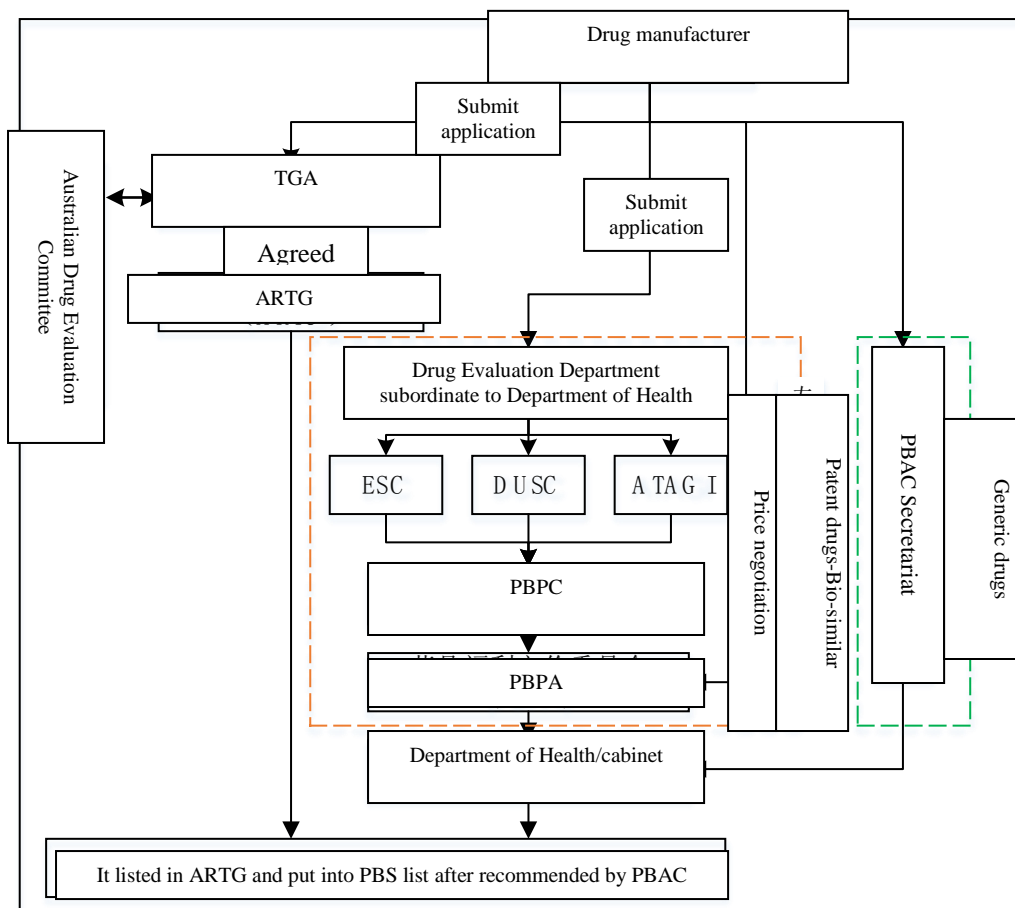 Drug manufacturer
Submit
application
TGA
Submit
application
Australian Drug Evaluation
Committee
Agreed
ARTG
Drug Evaluation Department
subordinate to Department of Health
ESC
DUSC
ATAGI
Price negotiation
Patent drugs-Bio-similar
PBAC Secretariat
Generic drugs
PBPC
PBPA
Department of Health/cabinet
It listed in ARTG and put into PBS list after recommended by PBAC